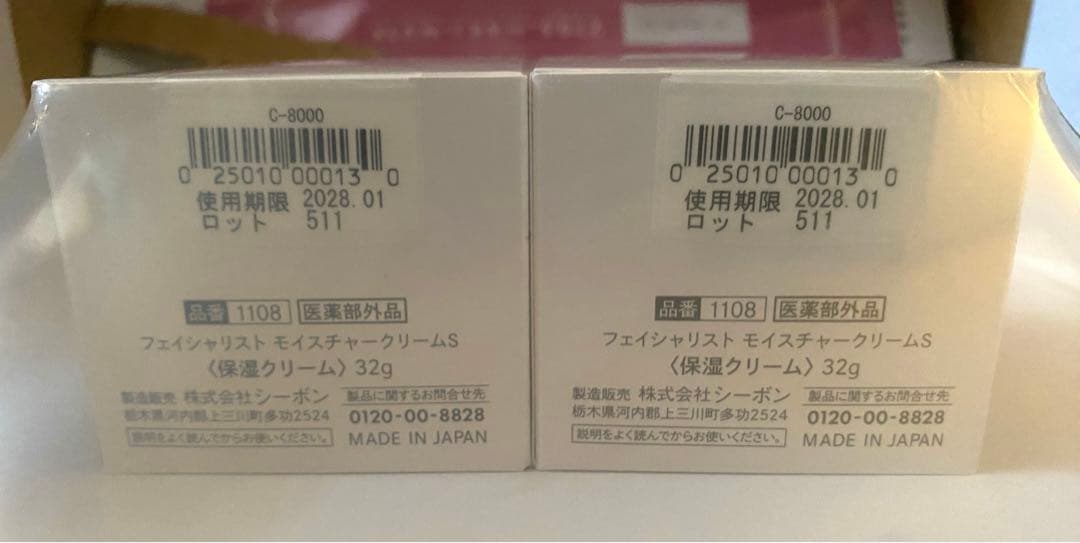 C-8000
0 25010 00013 0
使用期限 2028.01
ロット 511
品番 1108 医薬部外品
フェイシャリスト モイスチャークリームS
〈保湿クリーム〉32g
製造販売 株式会社シーボン
栃木県河内郡上三川町多功2524
説明をよく読んでからお使いください。
製品に関するお問合せ先
0120-00-8828
MADE IN JAPAN
C-8000
0 25010 00013 0
使用期限 2028.01
ロット 511
品番 1108 医薬部外品
フェイシャリスト モイスチャークリームS
〈保湿クリーム〉32g
製造販売 株式会社シーボン
栃木県河内郡上三川町多功2524
説明をよく読んでからお使いください。
製品に関するお問合せ先
0120-00-8828
MADE IN JAPAN